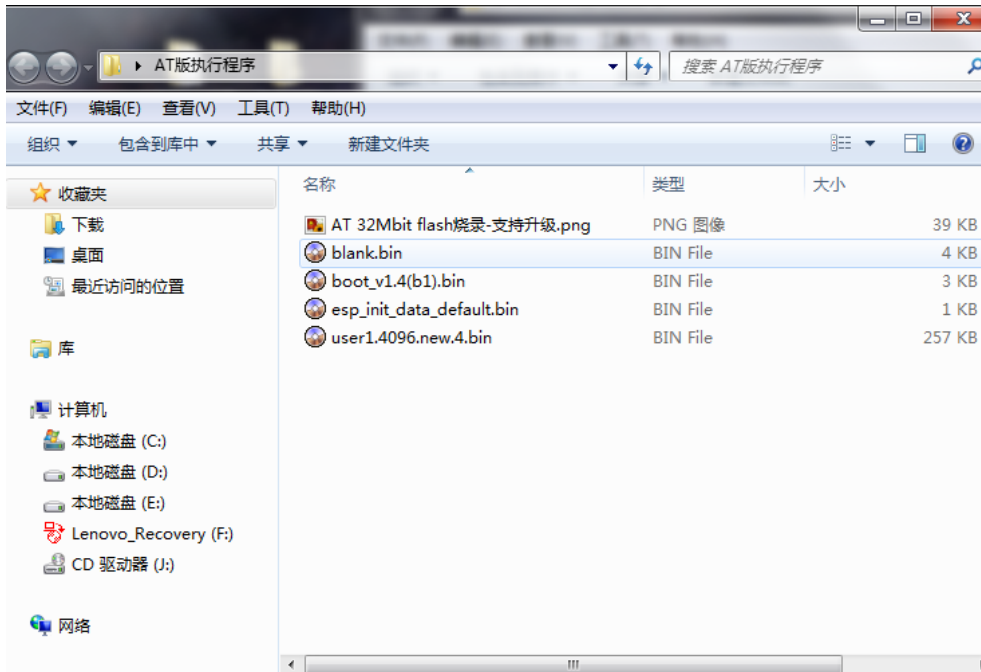 AT版执行程序
搜索 AT版执行程序
文件(F) 编辑(E) 查看(V) 工具(T) 帮助(H)
组织 包含到库中 共享 新建文件夹
收藏夹
下载
桌面
最近访问的位置
库
计算机
本地磁盘 (C:)
本地磁盘 (D:)
本地磁盘 (E:)
Lenovo_Recovery (F:)
CD 驱动器 (J:)
网络
名称 类型 大小
AT 32Mbit flash烧录-支持升级.png PNG 图像 39 KB
blank.bin BIN File 4 KB
boot_v1.4(b1).bin BIN File 3 KB
esp_init_data_default.bin BIN File 1 KB
user1.4096.new.4.bin BIN File 257 KB